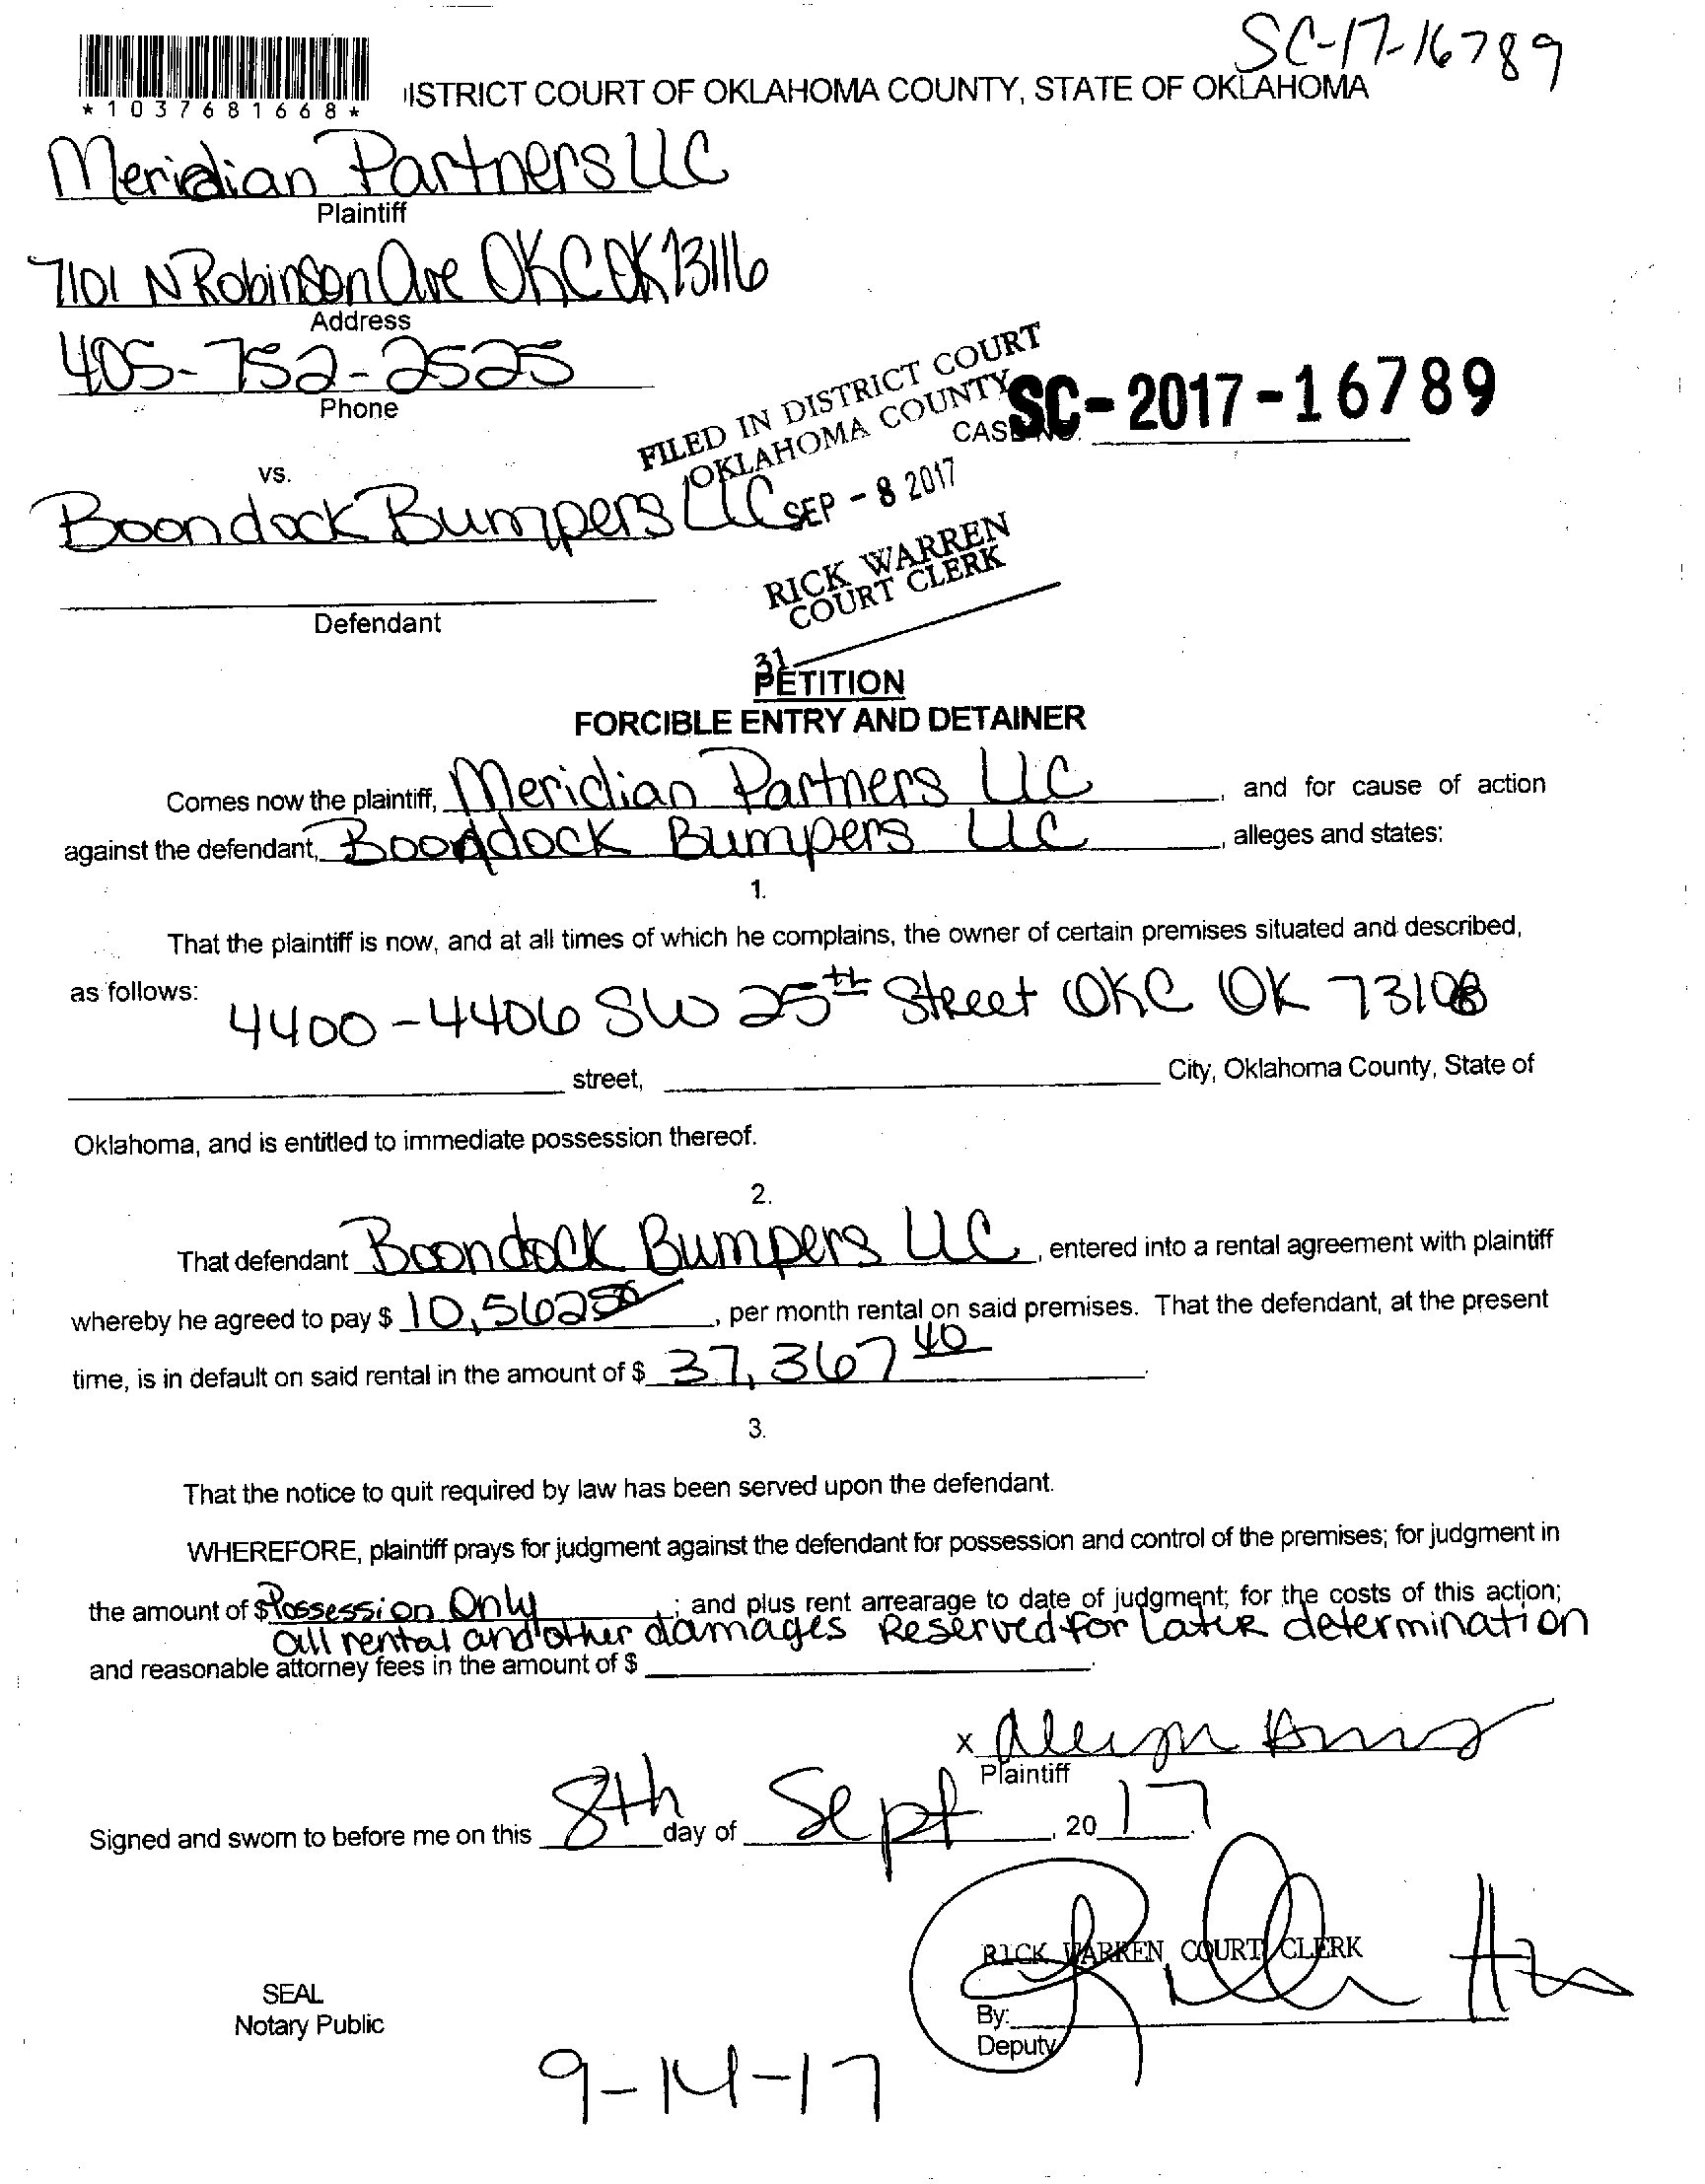 SC-17-16789
*1037681668*
ISTRICT COURT OF OKLAHOMA COUNTY, STATE OF OKLAHOMA
Meridian Partners LLC
Plaintiff
7101 N Robinson Ave OKC OK 73116
Address
405-752-2525
Phone
FILED IN DISTRICT COURT
OKLAHOMA COUNTY
CASE NO. SC-2017-16789
vs.
Boondock Bumpers LLC
SEP - 8 2017
RICK WARREN
COURT CLERK
Defendant
31
PETITION
FORCIBLE ENTRY AND DETAINER
Comes now the plaintiff, Meridian Partners LLC, and for cause of action
against the defendant, Boondock Bumpers LLC, alleges and states:
1.
That the plaintiff is now, and at all times of which he complains, the owner of certain premises situated and described,
as follows:
4400-4406 SW 25th Street OKC OK 73108
street, City, Oklahoma County, State of
Oklahoma, and is entitled to immediate possession thereof.
2.
That defendant Boondock Bumpers LLC, entered into a rental agreement with plaintiff
whereby he agreed to pay $ 10,562 50, per month rental on said premises. That the defendant, at the present
time, is in default on said rental in the amount of $ 37,367 40.
3.
That the notice to quit required by law has been served upon the defendant.
WHEREFORE, plaintiff prays for judgment against the defendant for possession and control of the premises; for judgment in
the amount of $ Possession Only; and plus rent arrearage to date of judgment; for the costs of this action;
all rental and other damages Reserved for Later determination
and reasonable attorney fees in the amount of $
X
Plaintiff
Signed and sworn to before me on this 8th day of Sept, 20 17.
RICK WARREN COURT CLERK
SEAL
Notary Public
By:
Deputy
9-14-17